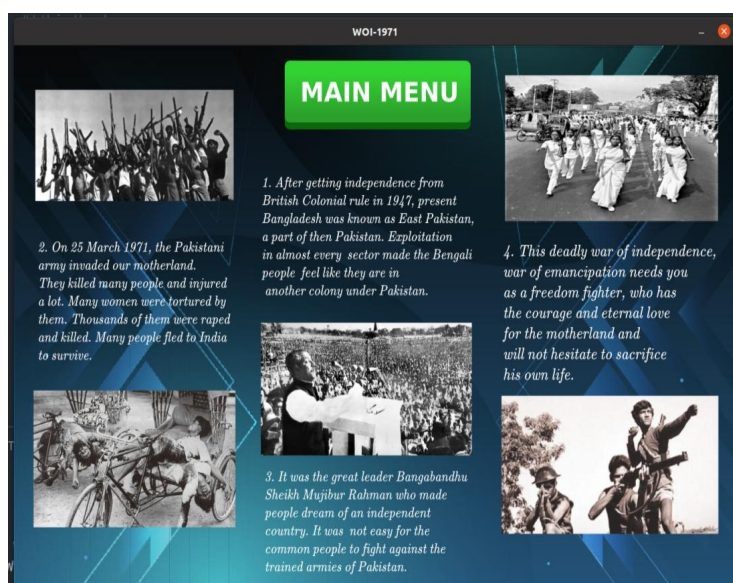 WOI-1971
MAIN MENU
1. After getting independence from
British Colonial rule in 1947, present
Bangladesh was known as East Pakistan,
a part of then Pakistan. Exploitation
in almost every sector made the Bengali
people feel like they are in
another colony under Pakistan.
2. On 25 March 1971, the Pakistani
army invaded our motherland.
They killed many people and injured
a lot. Many women were tortured by
them. Thousands of them were raped
and killed. Many people fled to India
to survive.
3. It was the great leader Bangabandhu
Sheikh Mujibur Rahman who made
people dream of an independent
country. It was not easy for the
common people to fight against the
trained armies of Pakistan.
4. This deadly war of independence,
war of emancipation needs you
as a freedom fighter, who has
the courage and eternal love
for the motherland and
will not hesitate to sacrifice
his own life.